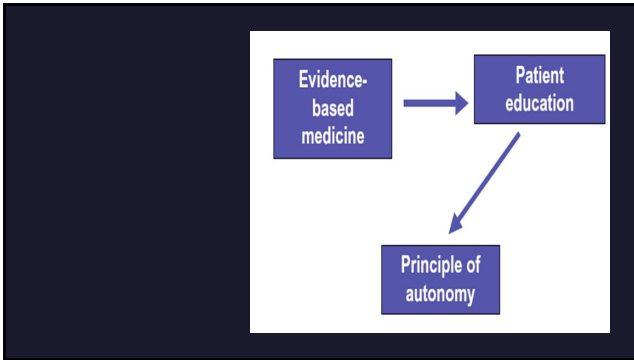 Evidence-
based
medicine
Patient
education
Principle of
autonomy